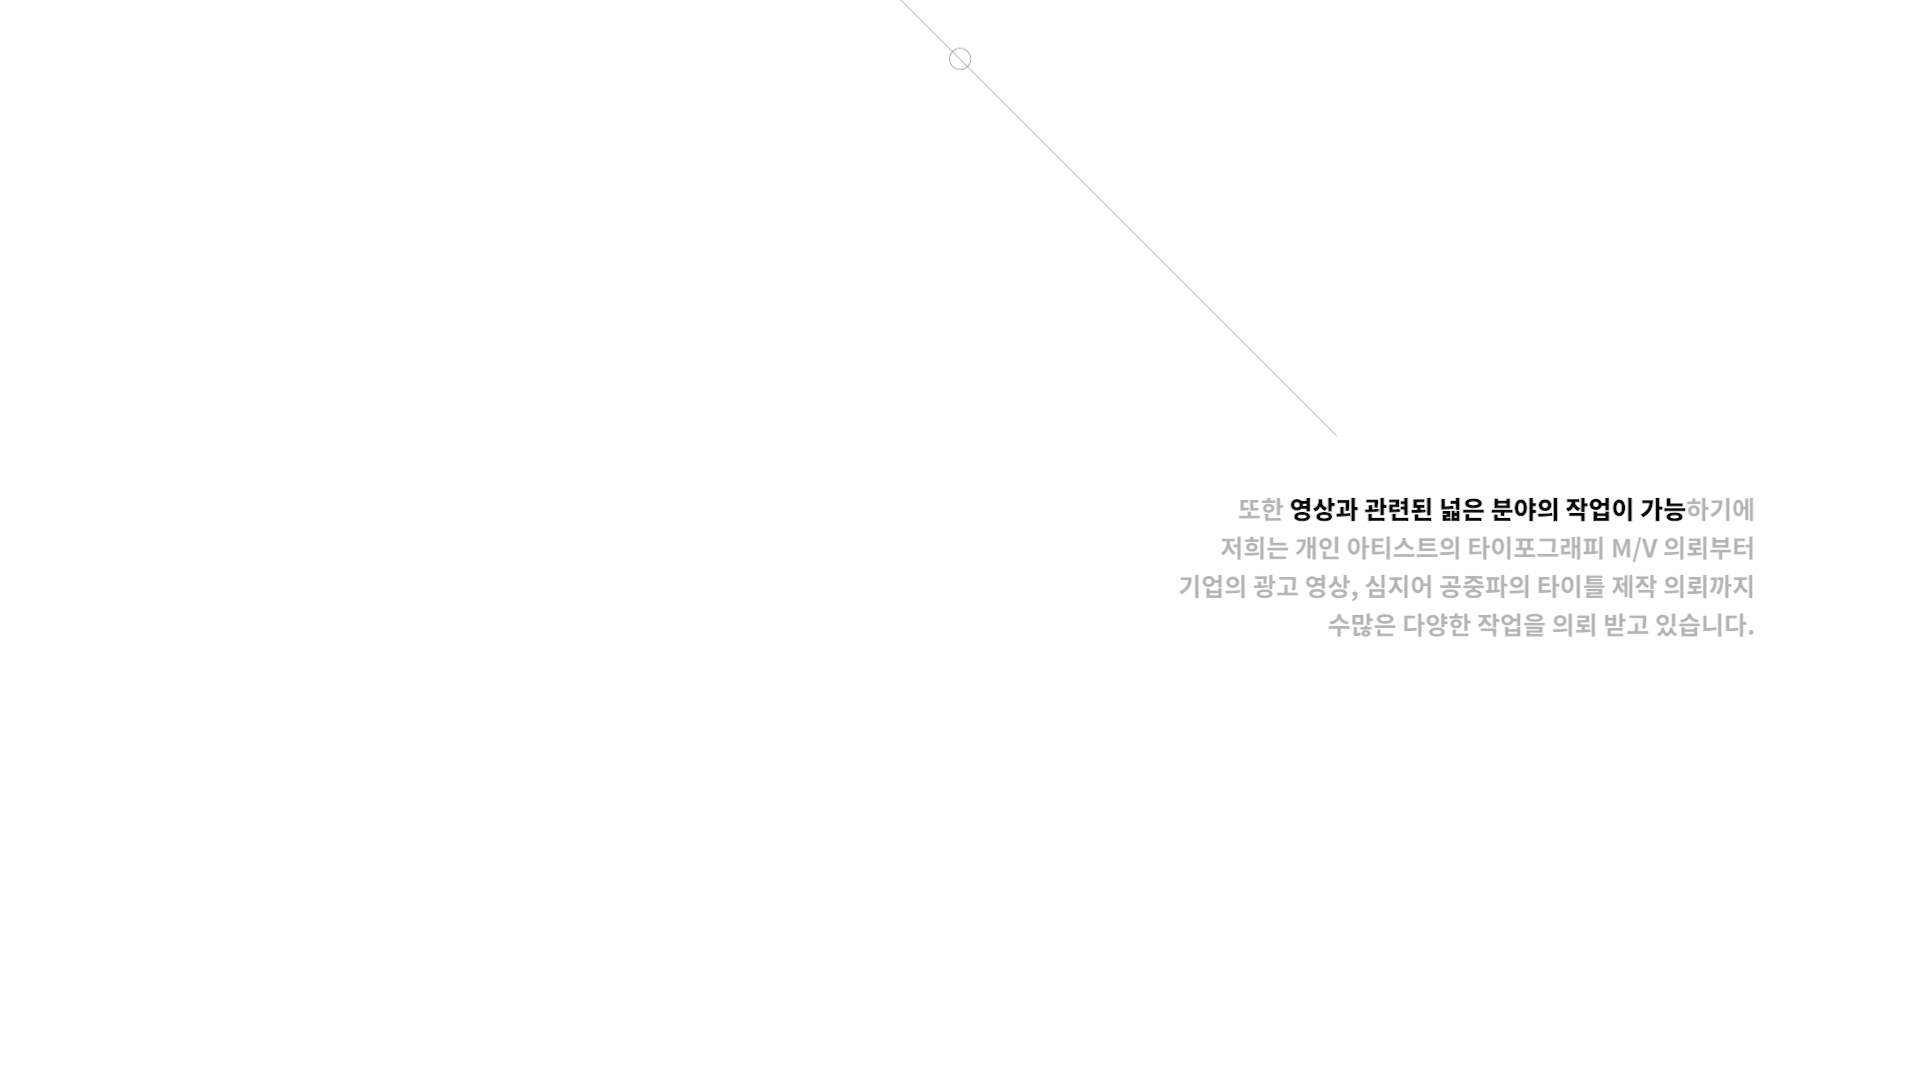 또한 영상과 관련된 넓은 분야의 작업이 가능하기에
저희는 개인 아티스트의 타이포그래피 M/V 의뢰부터
기업의 광고 영상, 심지어 공중파의 타이틀 제작 의뢰까지
수많은 다양한 작업을 의뢰 받고 있습니다.